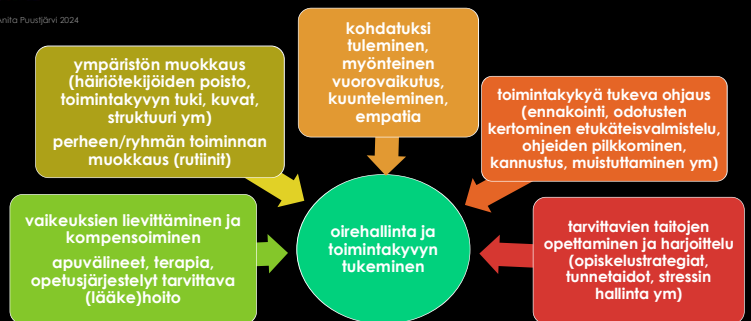 Anita Puustjärvi 2024
kohdatuksi
tuleminen,
myönteinen
vuorovaikutus,
kuunteleminen,
empatia
ympäristön muokkaus
(häiriötekijöiden poisto,
toimintakyvyn tuki, kuvat,
struktuuri ym)
perheen/ryhmän toiminnan
muokkaus (rutiinit)
toimintakykyä tukeva ohjaus
(ennakointi, odotusten
kertominen etukäteisvalmistelu,
ohjeiden pilkkominen,
kannustus, muistuttaminen ym)
vaikeuksien lievittäminen ja
kompensoiminen
apuvälineet, terapia,
opetusjärjestelyt tarvittava
(lääke)hoito
oirehallinta ja
toimintakyvyn
tukeminen
tarvittavien taitojen
opettaminen ja harjoittelu
(opiskelustrategiat,
tunnetaidot, stressin
hallinta ym)